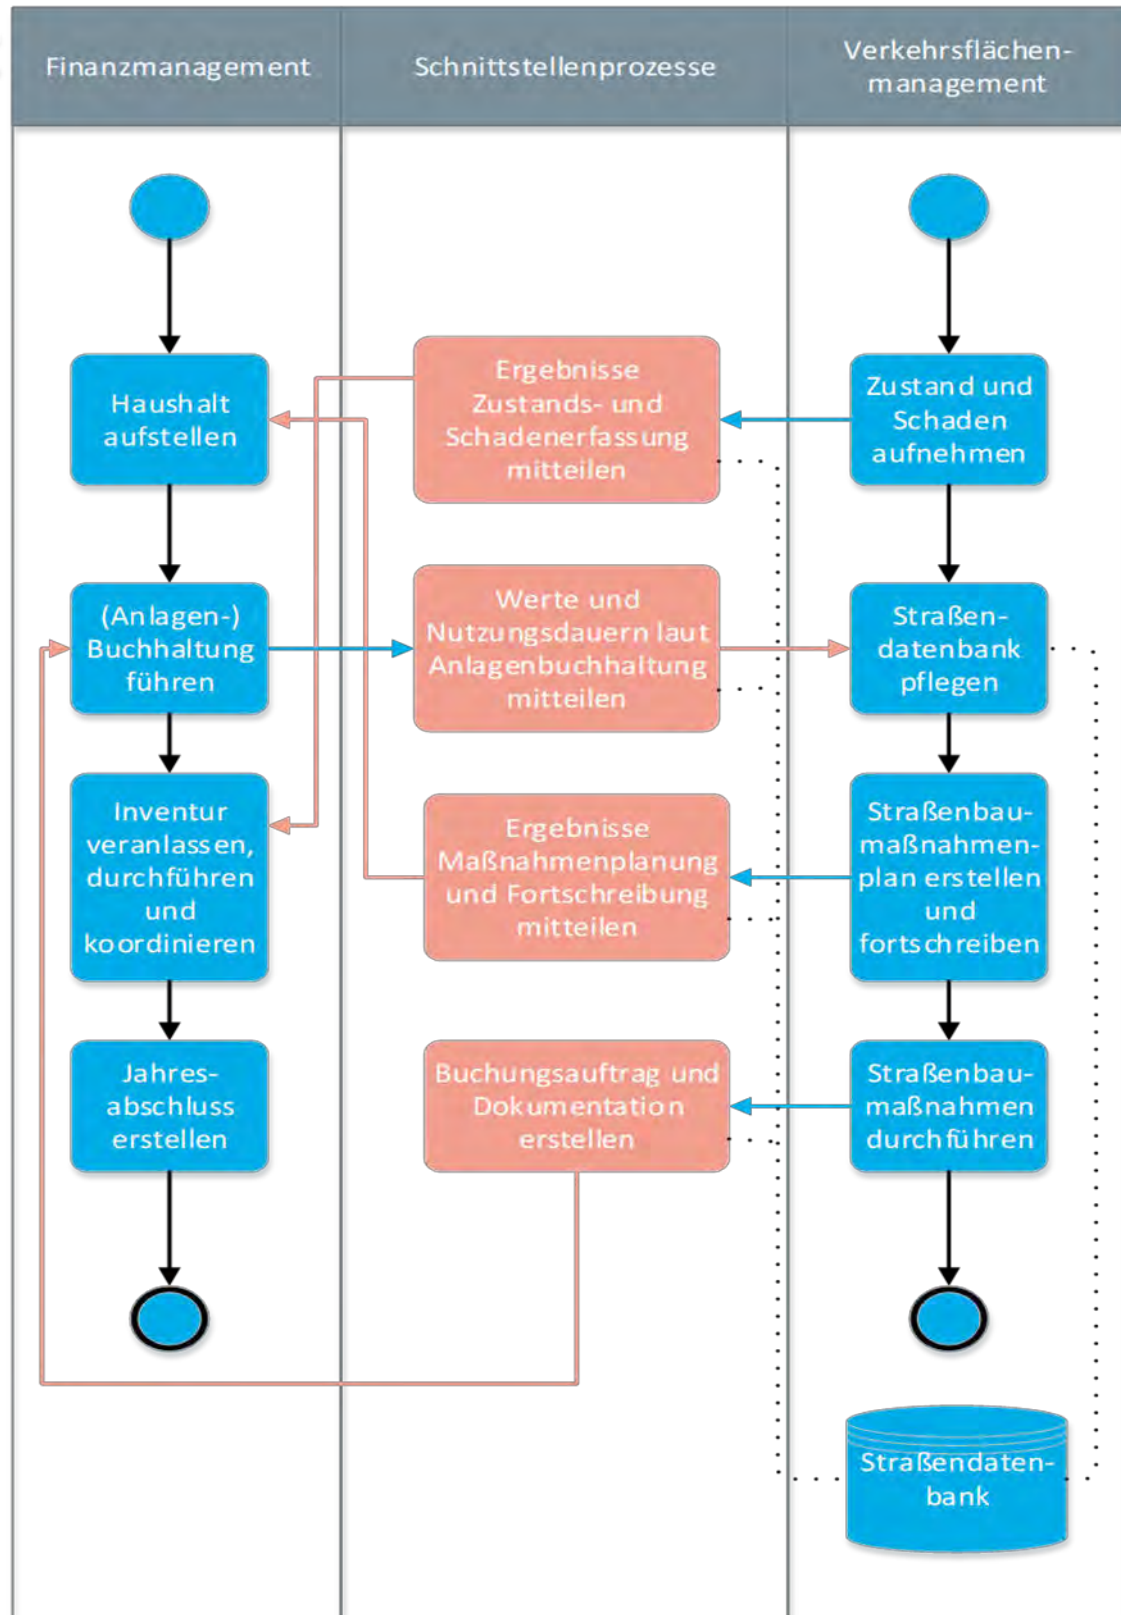 Finanzmanagement
Schnittstellenprozesse
Verkehrsflächen-
management
Haushalt
aufstellen
Ergebnisse
Zustands- und
Schadenerfassung
mitteilen
Zustand und
Schaden
aufnehmen
(Anlagen-)
Buchhaltung
führen
Werte und
Nutzungsdauern laut
Anlagenbuchhaltung
mitteilen
Straßen-
datenbank
pflegen
Inventur
veranlassen,
durchführen
und
koordinieren
Ergebnisse
Maßnahmenplanung
und Fortschreibung
mitteilen
Straßenbau-
maßnahmen-
plan erstellen
und
fortschreiben
Jahres-
abschluss
erstellen
Buchungsauftrag und
Dokumentation
erstellen
Straßenbau-
maßnahmen
durchführen
Straßendaten-
bank